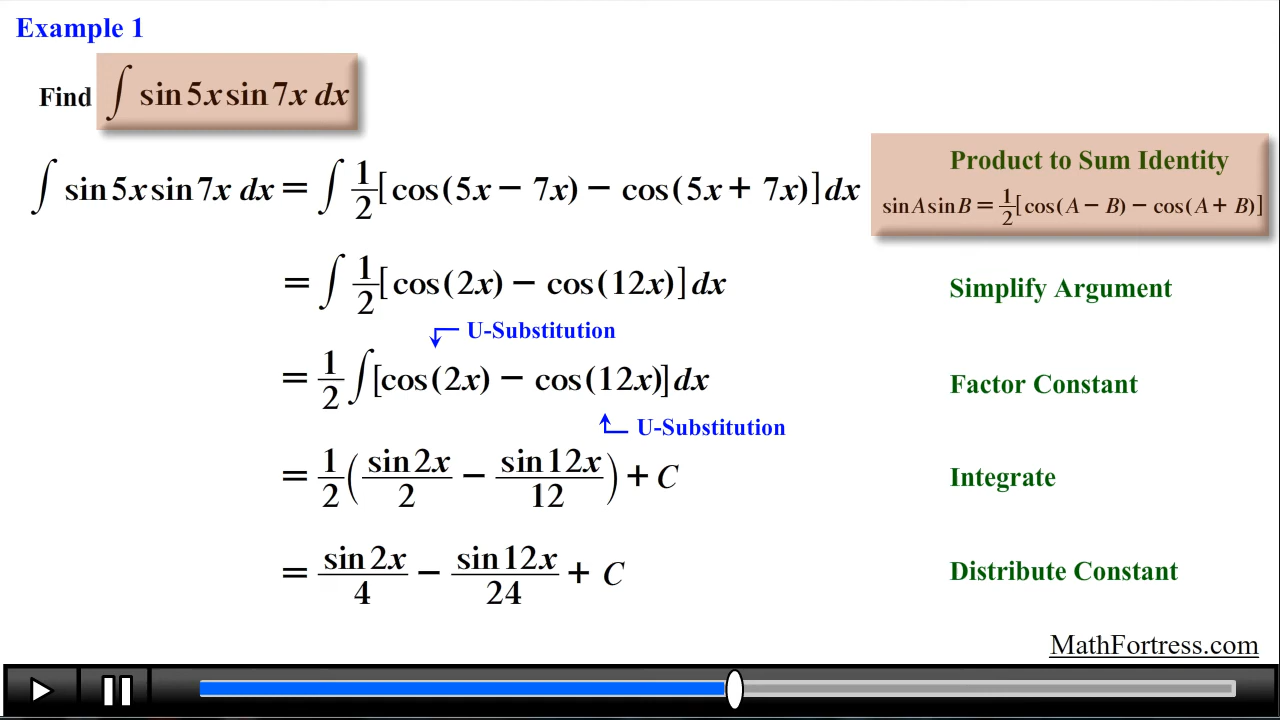 Example 1
Find ∫ sin 5x sin 7x dx
∫ sin 5x sin 7x dx = ∫ 1/2 [cos(5x − 7x) − cos(5x + 7x)] dx
Product to Sum Identity
sin A sin B = 1/2 [cos(A − B) − cos(A + B)]
= ∫ 1/2 [cos(2x) − cos(12x)] dx
Simplify Argument
U-Substitution
= 1/2 ∫ [cos(2x) − cos(12x)] dx
Factor Constant
U-Substitution
= 1/2 (sin 2x/2 − sin 12x/12) + C
Integrate
= sin 2x/4 − sin 12x/24 + C
Distribute Constant
MathFortress.com